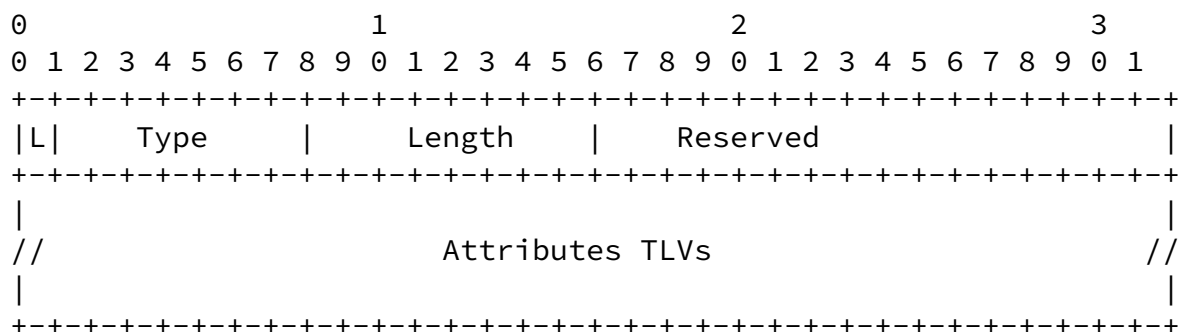 0                   1                   2                   3
0 1 2 3 4 5 6 7 8 9 0 1 2 3 4 5 6 7 8 9 0 1 2 3 4 5 6 7 8 9 0 1
+-+-+-+-+-+-+-+-+-+-+-+-+-+-+-+-+-+-+-+-+-+-+-+-+-+-+-+-+-+-+-+-+
|L|    Type     |     Length    |    Reserved                   |
+-+-+-+-+-+-+-+-+-+-+-+-+-+-+-+-+-+-+-+-+-+-+-+-+-+-+-+-+-+-+-+-+
|                                                               |
//                      Attributes TLVs                        //
|                                                               |
+-+-+-+-+-+-+-+-+-+-+-+-+-+-+-+-+-+-+-+-+-+-+-+-+-+-+-+-+-+-+-+-+